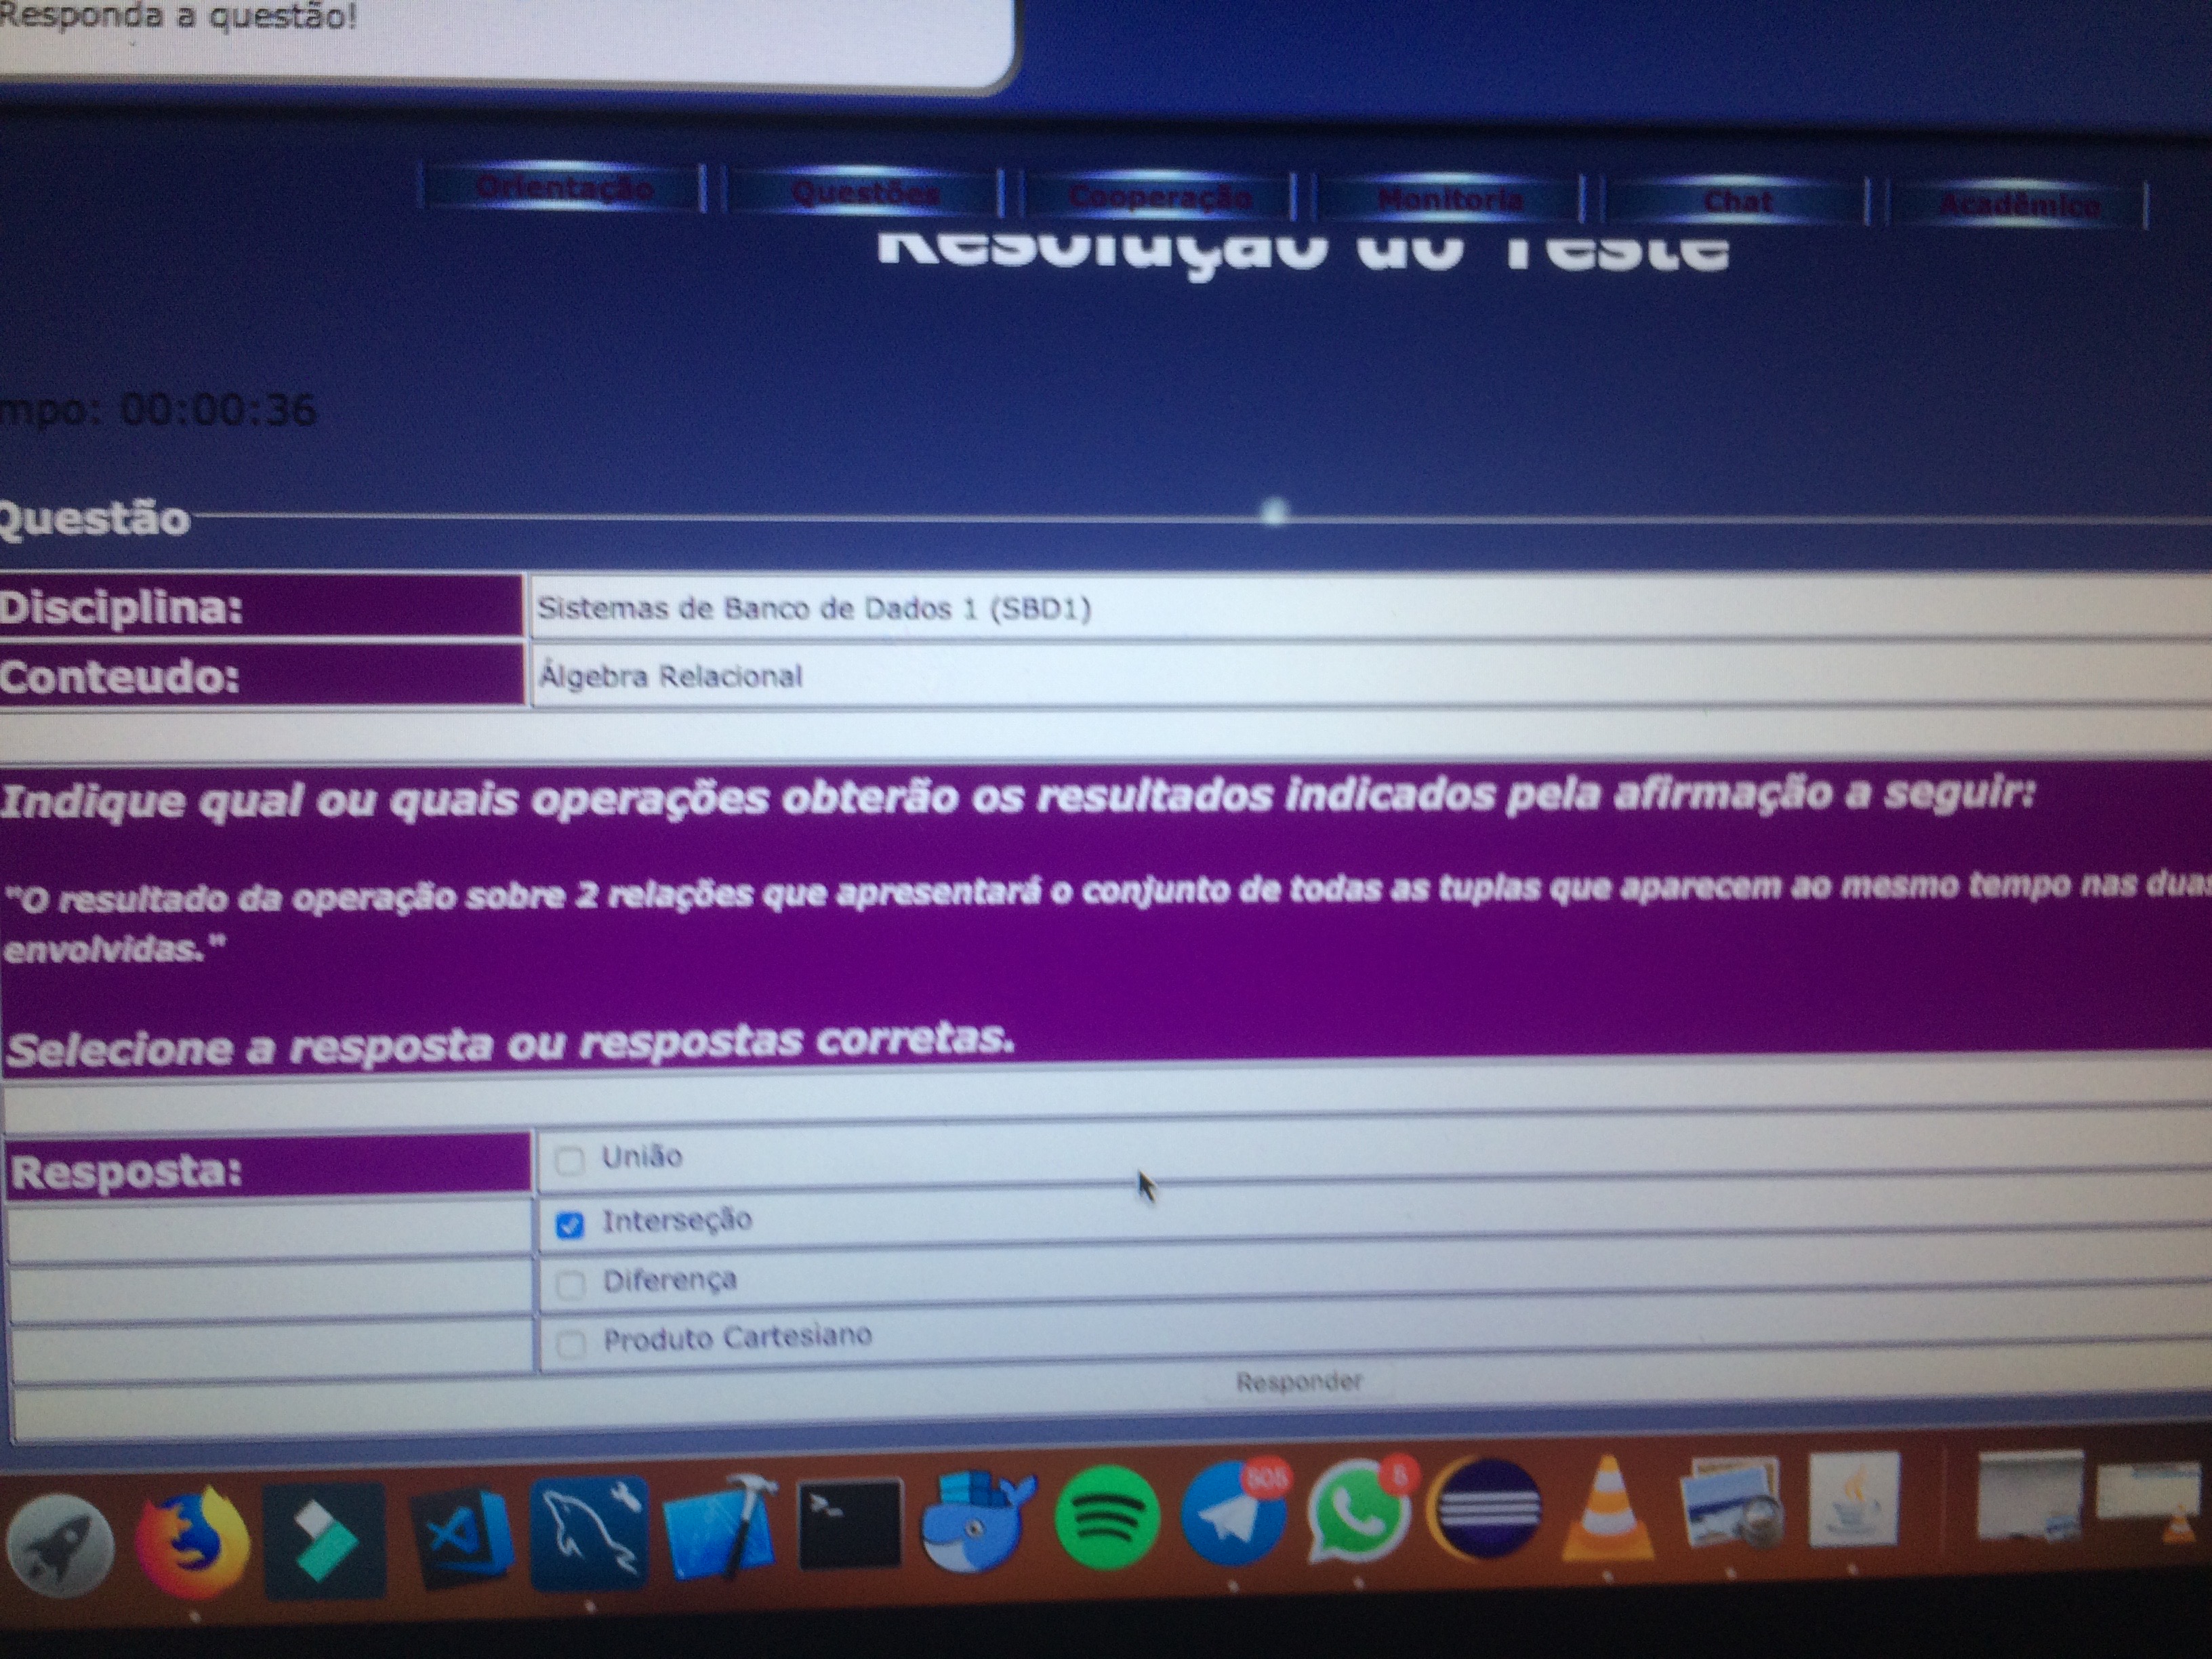 Responda a questão!
Orientação Questões Cooperação Monitoria Chat Acadêmico
Resolução do Teste
mpo: 00:00:36
Questão
Disciplina: Sistemas de Banco de Dados 1 (SBD1)
Conteudo: Álgebra Relacional
Indique qual ou quais operações obterão os resultados indicados pela afirmação a seguir:
"O resultado da operação sobre 2 relações que apresentará o conjunto de todas as tuplas que aparecem ao mesmo tempo nas duas
envolvidas."
Selecione a resposta ou respostas corretas.
Resposta: União
Interseção
Diferença
Produto Cartesiano
Responder
505 5